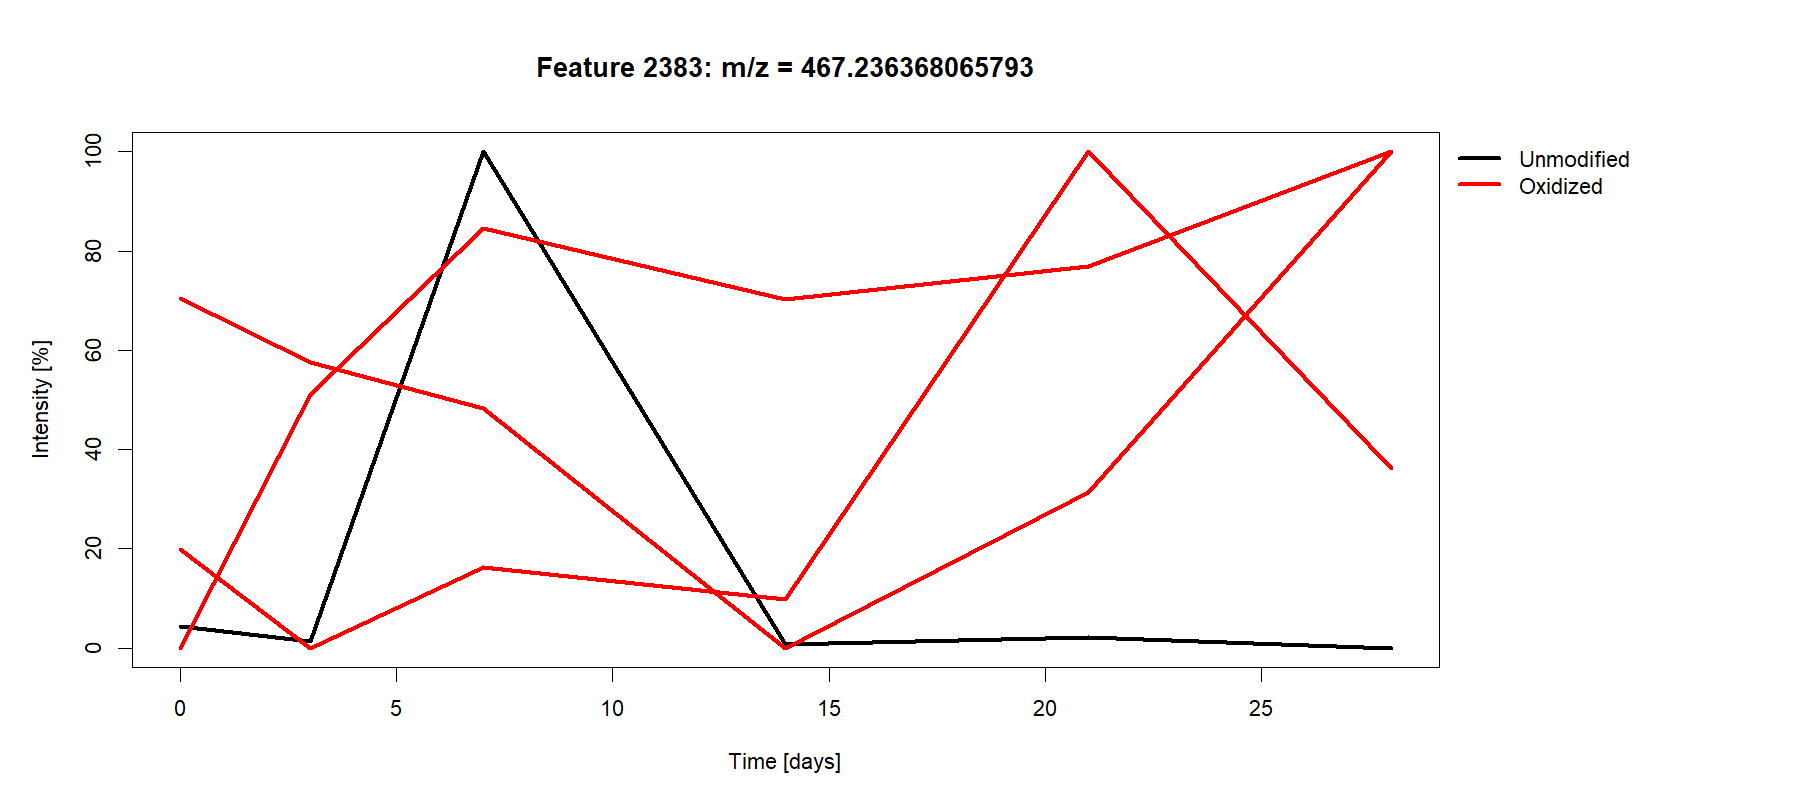 Feature 2383: m/z = 467.236368065793
Unmodified
Oxidized
Intensity [%]
100
80
60
40
20
0
0 5 10 15 20 25
Time [days]